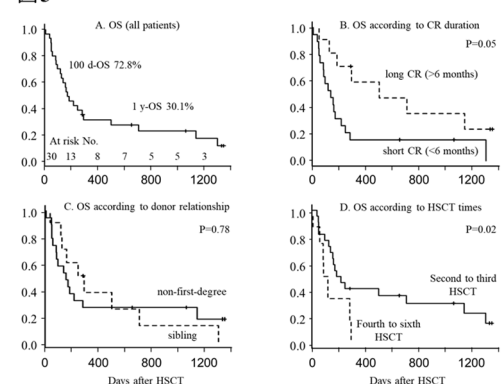 A. OS (all patients)
1.0
0.8
0.6
0.4
0.2
0.0
100 d-OS 72.8%
1 y-OS 30.1%
At risk No.
30 13 8 7 5 5 3
0 400 800 1200
B. OS according to CR duration
P=0.05
1.0
0.8
0.6
0.4
0.2
0.0
long CR (>6 months)
short CR (<6 months)
0 400 800 1200
C. OS according to donor relationship
P=0.78
1.0
0.8
0.6
0.4
0.2
0.0
non-first-degree
sibling
0 400 800 1200
Days after HSCT
D. OS according to HSCT times
P=0.02
1.0
0.8
0.6
0.4
0.2
0.0
Second to third
HSCT
Fourth to sixth
HSCT
0 400 800 1200
Days after HSCT